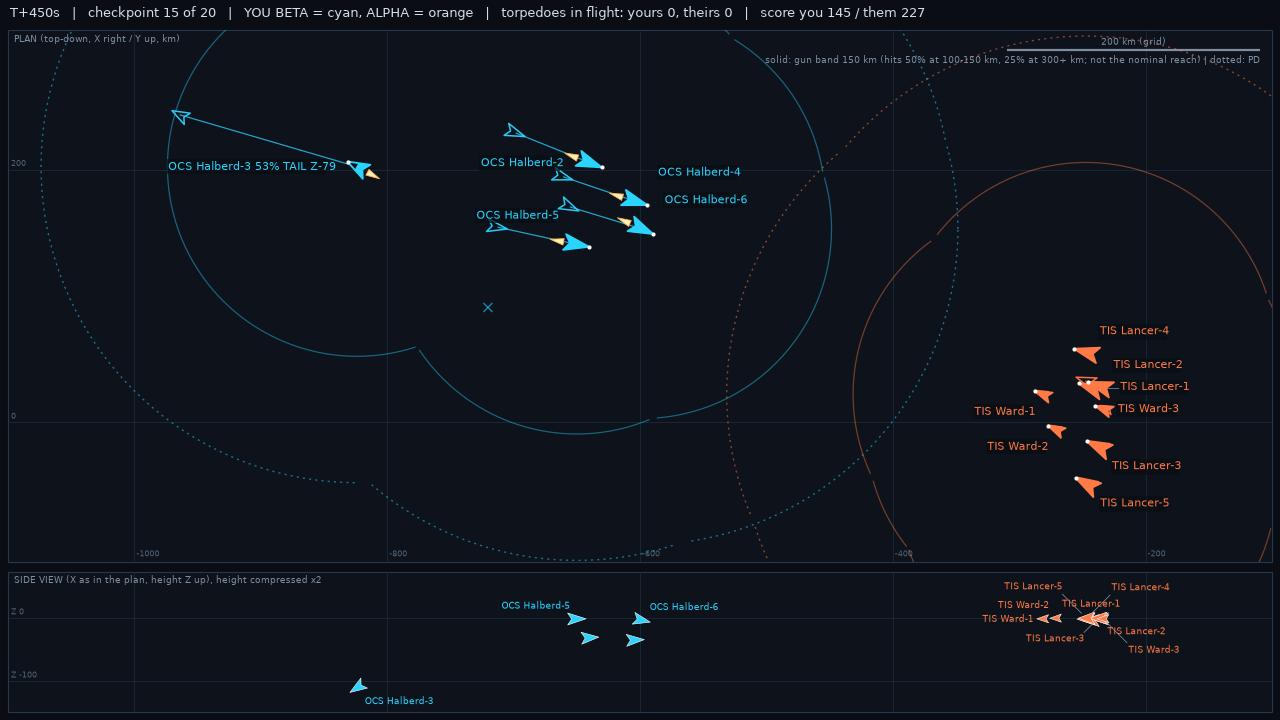 T+450s | checkpoint 15 of 20 | YOU BETA = cyan, ALPHA = orange | torpedoes in flight: yours 0, theirs 0 | score you 145 / them 227
PLAN (top-down, X right / Y up, km)
200 km (grid)
solid: gun band 150 km (hits 50% at 100-150 km, 25% at 300+ km; not the nominal reach) | dotted: PD
200
OCS Halberd-3 53% TAIL Z-79
OCS Halberd-2
OCS Halberd-4
OCS Halberd-6
OCS Halberd-5
TIS Lancer-4
TIS Lancer-2
TIS Lancer-1
TIS Ward-1
TIS Ward-3
0
TIS Ward-2
TIS Lancer-3
TIS Lancer-5
-1000
-800
-600
-400
-200
SIDE VIEW (X as in the plan, height Z up), height compressed x2
TIS Lancer-5
TIS Lancer-4
OCS Halberd-5
OCS Halberd-6
TIS Ward-2
TIS Lancer-1
Z 0
TIS Ward-1
TIS Lancer-3
TIS Lancer-2
TIS Ward-3
Z -100
OCS Halberd-3